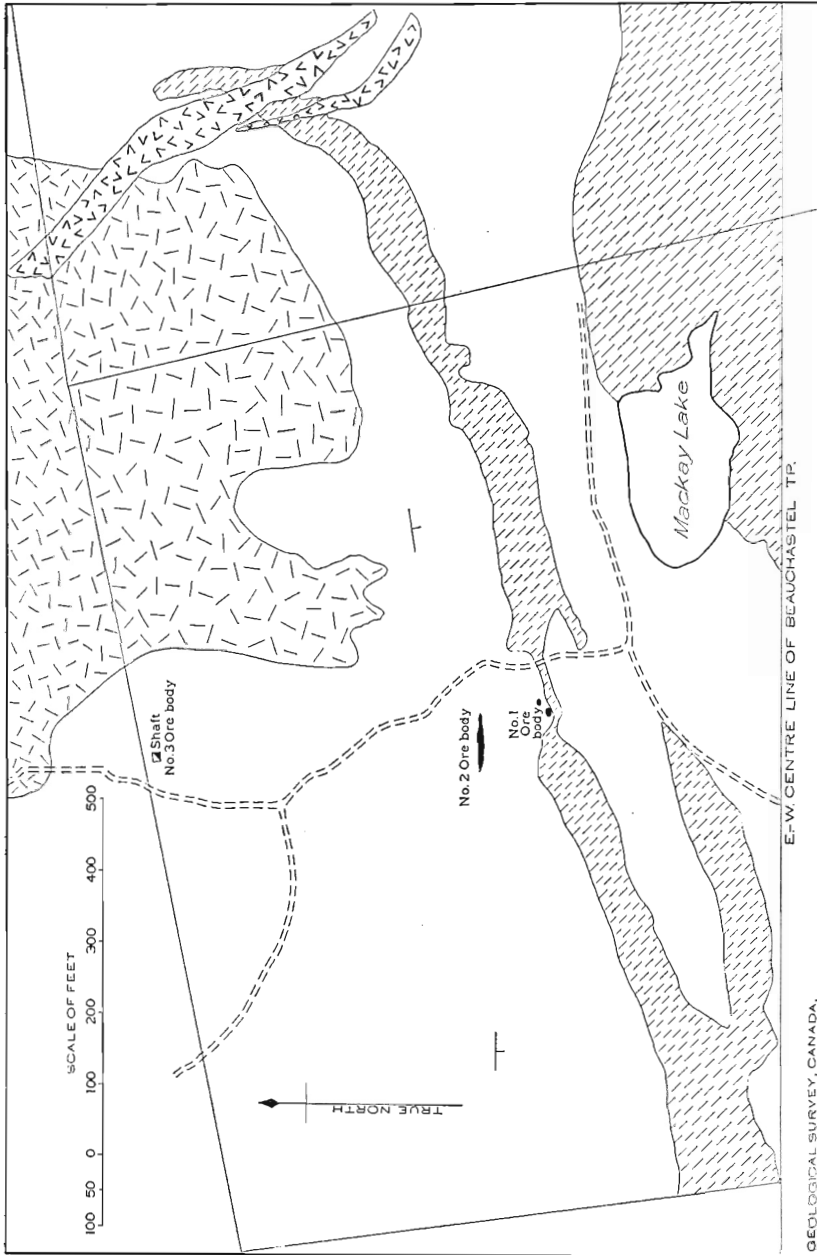 SCALE OF FEET
100 50 0 100 200 300 400 500
TRUE NORTH
Shaft
No.3 Ore body
No.2 Ore body
No.1
Ore
body
Mackay Lake
E.-W. CENTRE LINE OF BEAUCHASTEL TP.
GEOLOGICAL SURVEY, CANADA.